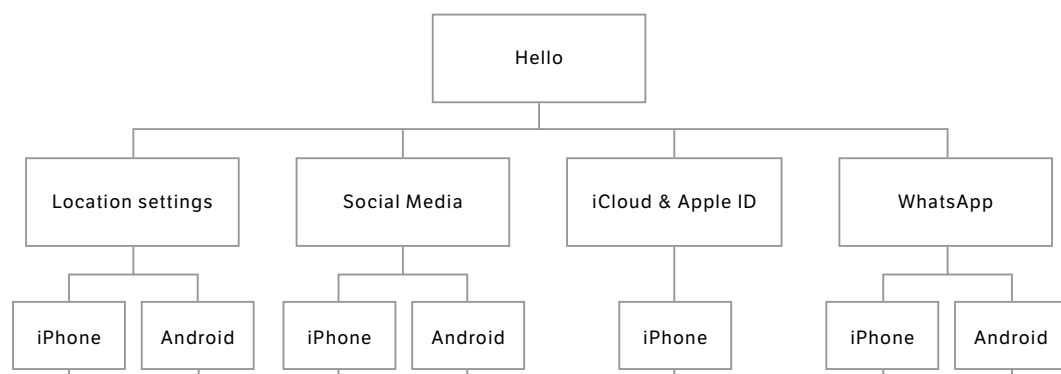 Hello
Location settings
Social Media
iCloud & Apple ID
WhatsApp
iPhone
Android
iPhone
Android
iPhone
iPhone
Android